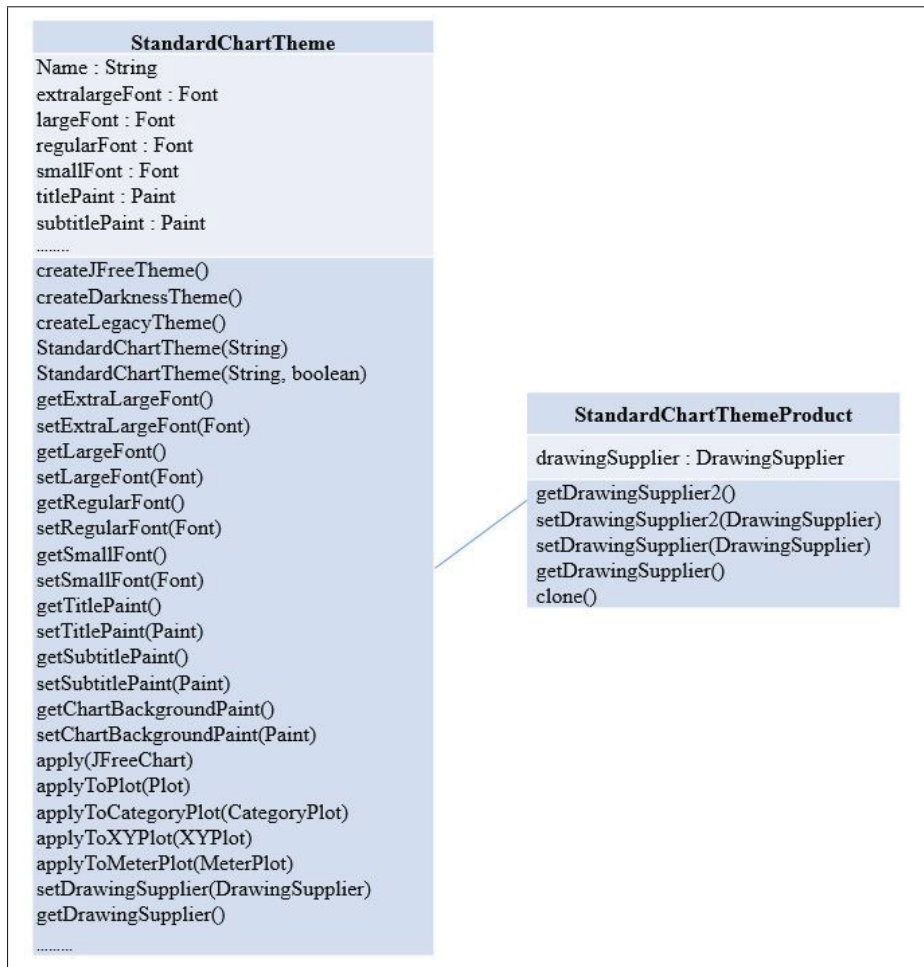 StandardChartTheme
Name : String
extralargeFont : Font
largeFont : Font
regularFont : Font
smallFont : Font
titlePaint : Paint
subtitlePaint : Paint
........
createJFreeTheme()
createDarknessTheme()
createLegacyTheme()
StandardChartTheme(String)
StandardChartTheme(String, boolean)
getExtraLargeFont()
setExtraLargeFont(Font)
getLargeFont()
setLargeFont(Font)
getRegularFont()
setRegularFont(Font)
getSmallFont()
setSmallFont(Font)
getTitlePaint()
setTitlePaint(Paint)
getSubtitlePaint()
setSubtitlePaint(Paint)
getChartBackgroundPaint()
setChartBackgroundPaint(Paint)
apply(JFreeChart)
applyToPlot(Plot)
applyToCategoryPlot(CategoryPlot)
applyToXYPlot(XYPlot)
applyToMeterPlot(MeterPlot)
setDrawingSupplier(DrawingSupplier)
getDrawingSupplier()
.........
StandardChartThemeProduct
drawingSupplier : DrawingSupplier
getDrawingSupplier2()
setDrawingSupplier2(DrawingSupplier)
setDrawingSupplier(DrawingSupplier)
getDrawingSupplier()
clone()